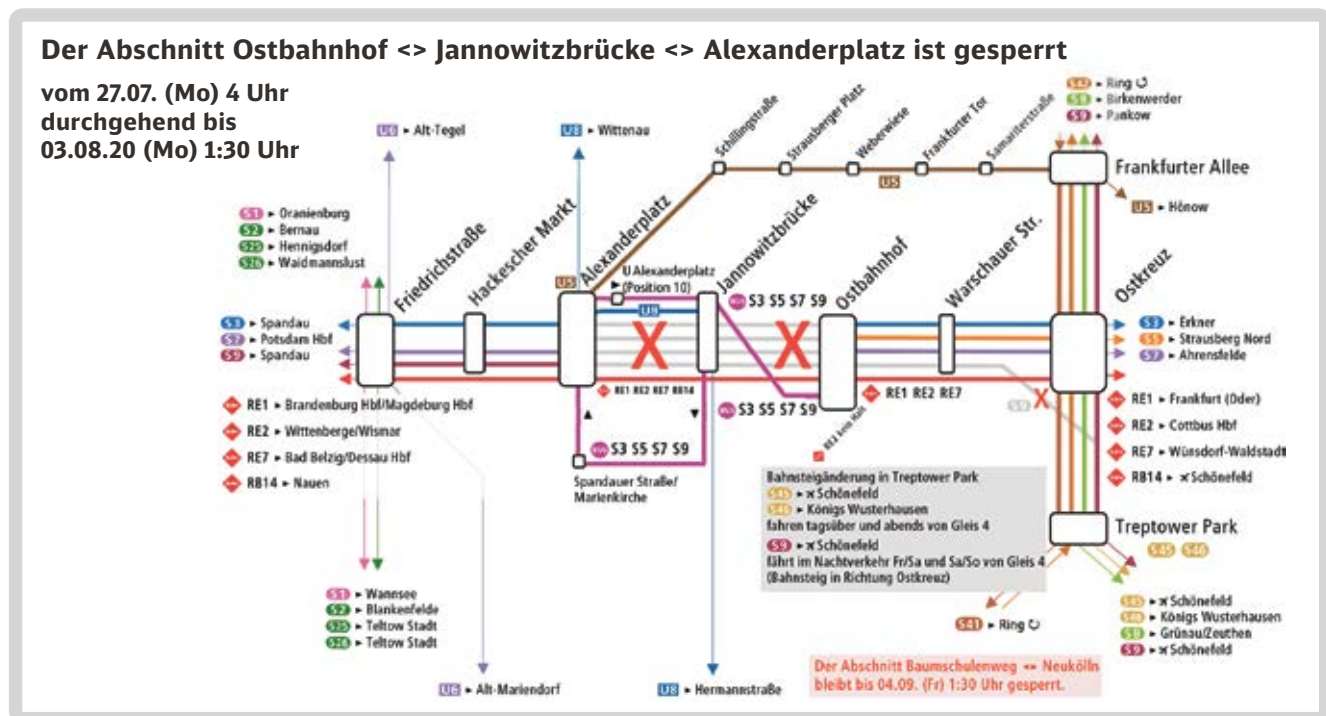 Der Abschnitt Ostbahnhof <> Jannowitzbrücke <> Alexanderplatz ist gesperrt
vom 27.07. (Mo) 4 Uhr
durchgehend bis
03.08.20 (Mo) 1:30 Uhr
U6 ▸ Alt-Tegel
U8 ▸ Wittenau
Schillingstraße
Strausberger Platz
Weberwiese
Frankfurter Tor
Samariterstraße
U5
S42 ▸ Ring ↻
S8 ▸ Birkenwerder
S9 ▸ Pankow
Frankfurter Allee
U5 ▸ Hönow
S1 ▸ Oranienburg
S2 ▸ Bernau
S25 ▸ Hennigsdorf
S26 ▸ Waidmannslust
Friedrichstraße
Hackescher Markt
Alexanderplatz
U5
U Alexanderplatz
(Position 10)
Jannowitzbrücke
U8
S3 S5 S7 S9
Ostbahnhof
Warschauer Str.
Ostkreuz
S3 ▸ Spandau
S7 ▸ Potsdam Hbf
S9 ▸ Spandau
S3 ▸ Erkner
S5 ▸ Strausberg Nord
S7 ▸ Ahrensfelde
RE1 RE2 RE7 RB14
S3 S5 S7 S9
RE1 RE2 RE7
S9
RE1 ▸ Brandenburg Hbf/Magdeburg Hbf
RE2 ▸ Wittenberge/Wismar
RE7 ▸ Bad Belzig/Dessau Hbf
RB14 ▸ Nauen
S3 S5 S7 S9
Spandauer Straße/
Marienkirche
RE2 kein Halt
RE1 ▸ Frankfurt (Oder)
RE2 ▸ Cottbus Hbf
RE7 ▸ Wünsdorf-Waldstadt
RB14 ▸ Schönefeld
Bahnsteigänderung in Treptower Park
S45 ▸ Schönefeld
S46 ▸ Königs Wusterhausen
fahren tagsüber und abends von Gleis 4
S9 ▸ Schönefeld
fährt im Nachtverkehr Fr/Sa und Sa/So von Gleis 4
(Bahnsteig in Richtung Ostkreuz)
Treptower Park
S45 S46
S1 ▸ Wannsee
S2 ▸ Blankenfelde
S25 ▸ Teltow Stadt
S26 ▸ Teltow Stadt
S41 ▸ Ring ↻
S45 ▸ Schönefeld
S46 ▸ Königs Wusterhausen
S8 ▸ Grünau/Zeuthen
S9 ▸ Schönefeld
U6 ▸ Alt-Mariendorf
U8 ▸ Hermannstraße
Der Abschnitt Baumschulenweg ↔ Neukölln
bleibt bis 04.09. (Fr) 1:30 Uhr gesperrt.